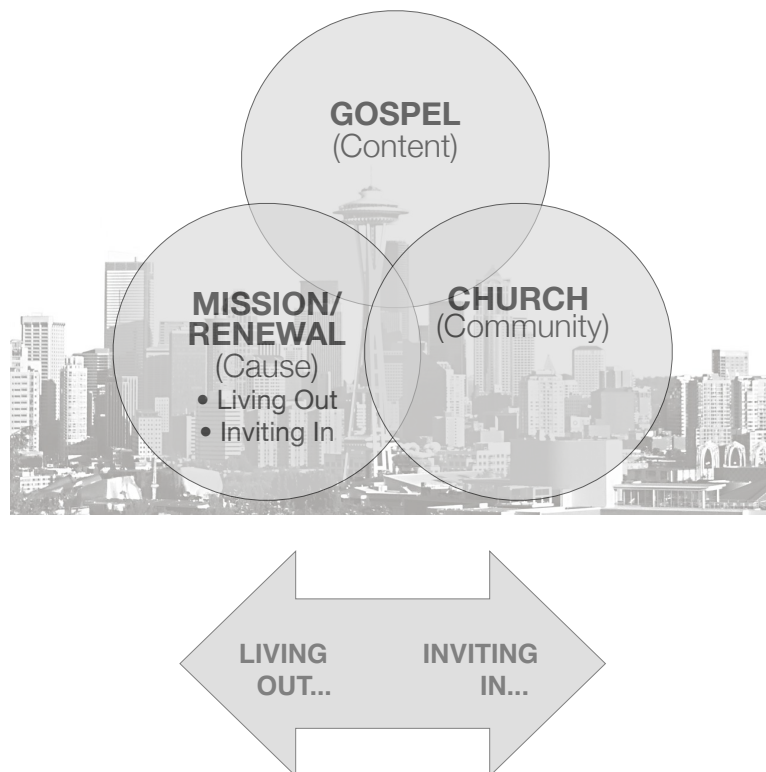 GOSPEL
(Content)
MISSION/
RENEWAL
(Cause)
• Living Out
• Inviting In
CHURCH
(Community)
LIVING
OUT...
INVITING
IN...